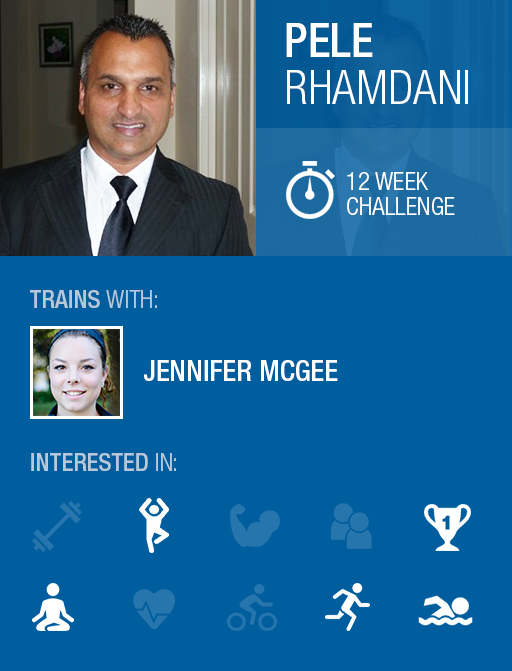 PELE
RHAMDANI
12 WEEK
CHALLENGE
TRAINS WITH:
JENNIFER MCGEE
INTERESTED IN:
1